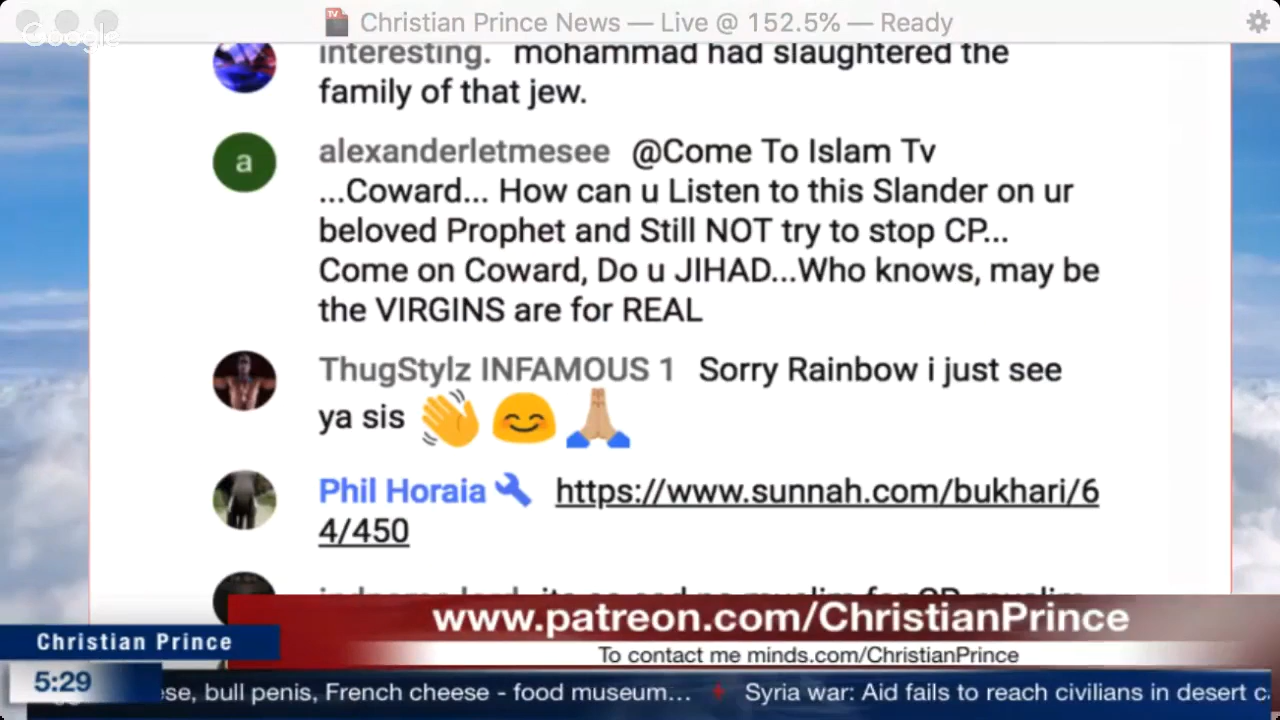 Christian Prince News — Live @ 152.5% — Ready
Google
interesting. mohammad had slaughtered the
family of that jew.
a
alexanderletmesee @Come To Islam Tv
...Coward... How can u Listen to this Slander on ur
beloved Prophet and Still NOT try to stop CP...
Come on Coward, Do u JIHAD...Who knows, may be
the VIRGINS are for REAL
ThugStylz INFAMOUS 1 Sorry Rainbow i just see
ya sis 👋 😊 🙏🏼
Phil Horaia 🔧 https://www.sunnah.com/bukhari/6
4/450
www.patreon.com/ChristianPrince
Christian Prince
To contact me minds.com/ChristianPrince
5:29
ese, bull penis, French cheese - food museum... Syria war: Aid fails to reach civilians in desert